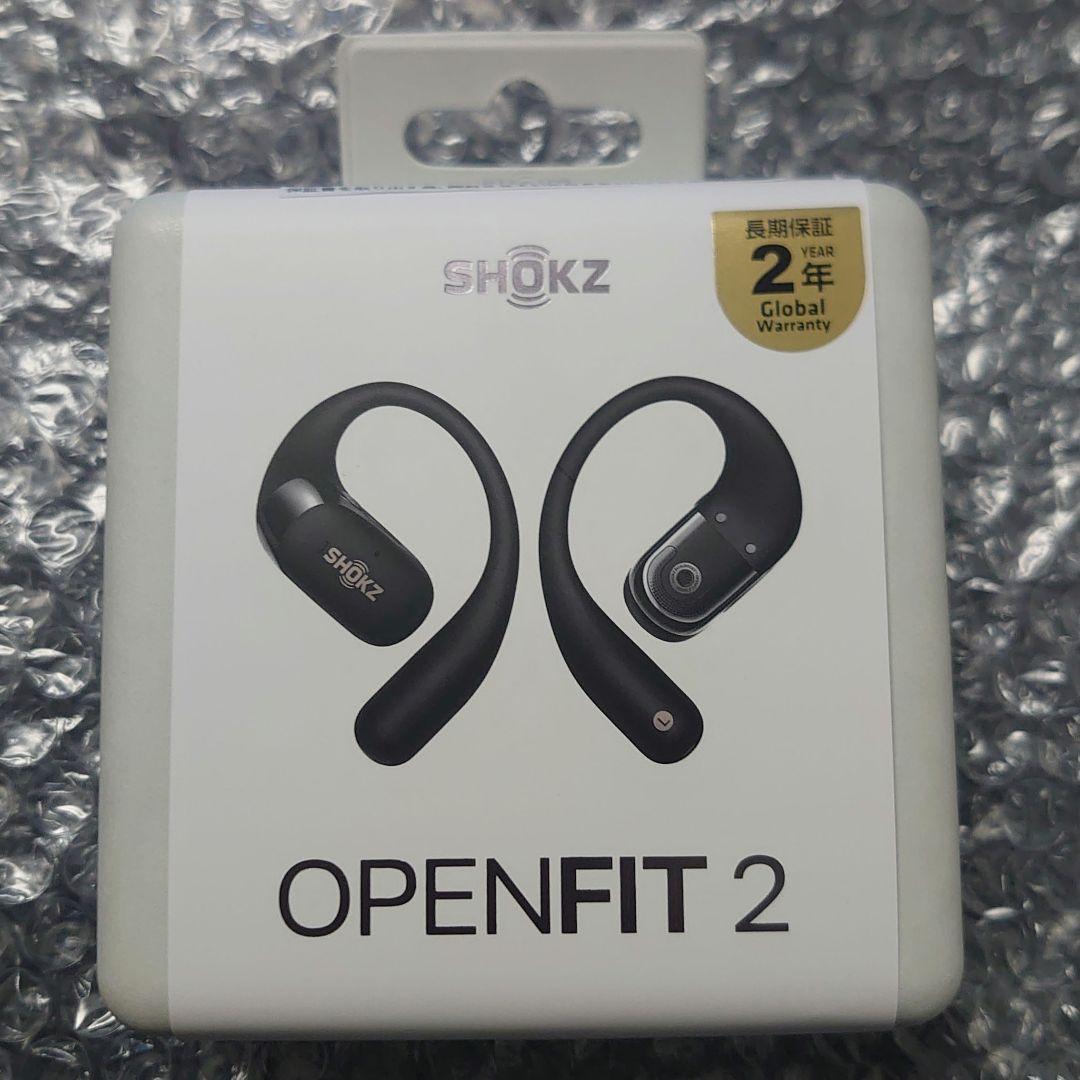 SHOKZ
長期保証
2 YEAR
年
Global
Warranty
SHOKZ
L
OPENFIT 2